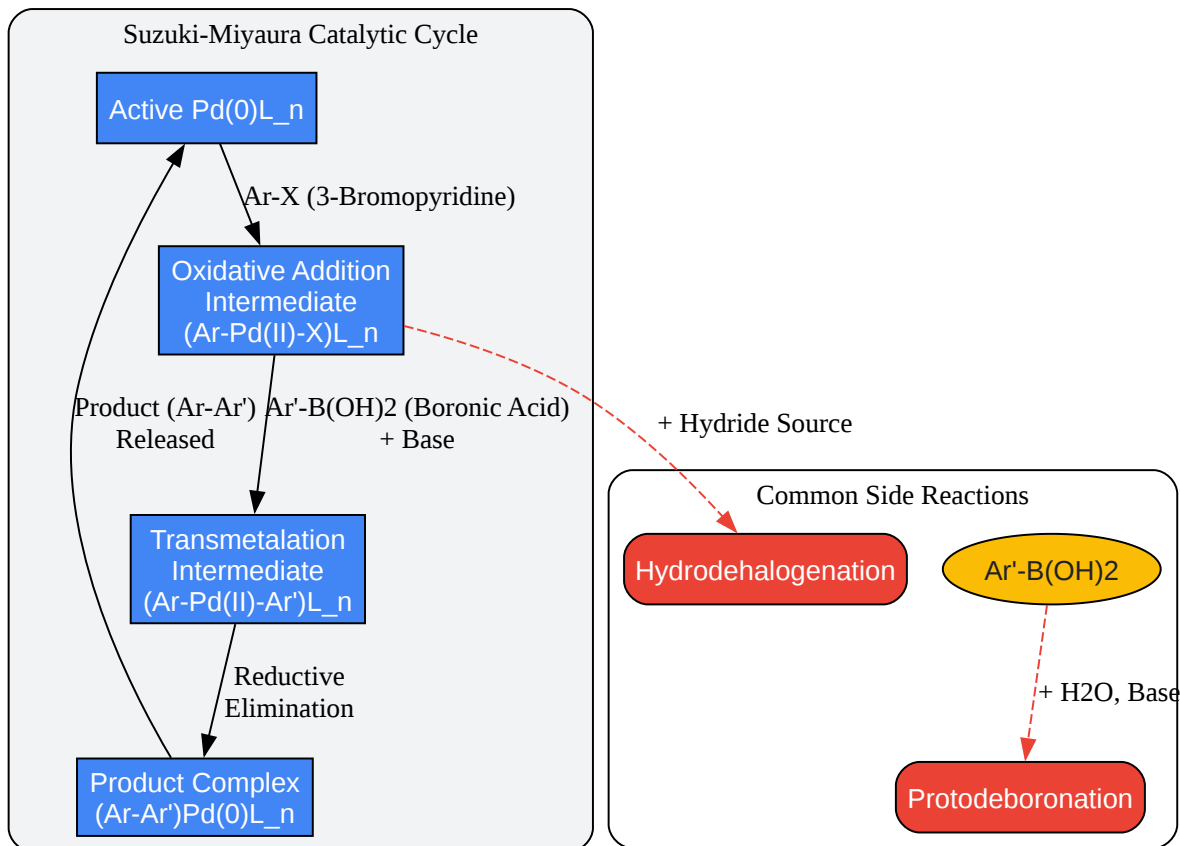 Suzuki-Miyaura Catalytic Cycle
Active Pd(0)L_n
Ar-X (3-Bromopyridine)
Oxidative Addition
Intermediate
(Ar-Pd(II)-X)L_n
Product (Ar-Ar')
Released
Ar'-B(OH)2 (Boronic Acid)
+ Base
Transmetalation
Intermediate
(Ar-Pd(II)-Ar')L_n
Reductive
Elimination
Product Complex
(Ar-Ar')Pd(0)L_n
+ Hydride Source
Common Side Reactions
Hydrodehalogenation
Ar'-B(OH)2
+ H2O, Base
Protodeboronation